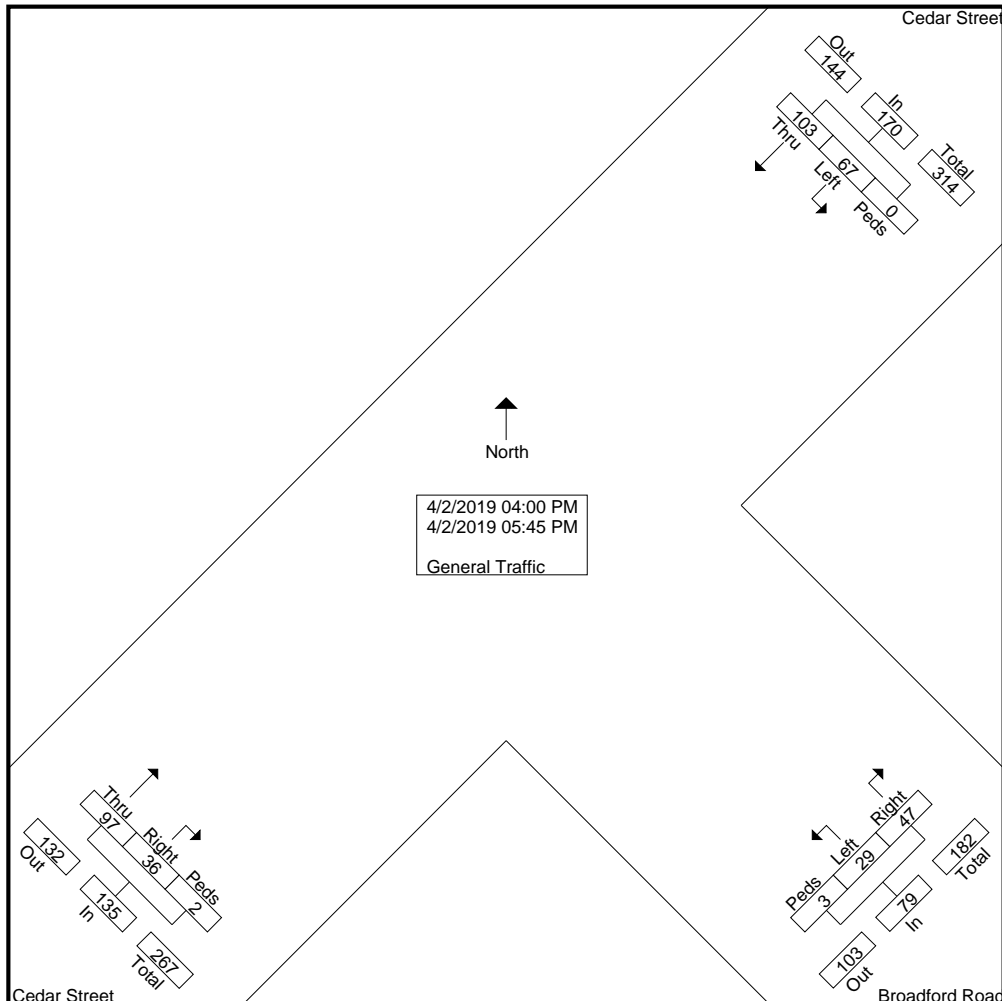 Cedar Street
Out
144
In
170
Total
314
103
67
0
Thru
Left
Peds
North
4/2/2019 04:00 PM
4/2/2019 05:45 PM
General Traffic
Thru
Right
Peds
97
36
2
132
Out
135
In
267
Total
Cedar Street
Right
Left
Peds
47
29
3
182
Total
79
In
103
Out
Broadford Road